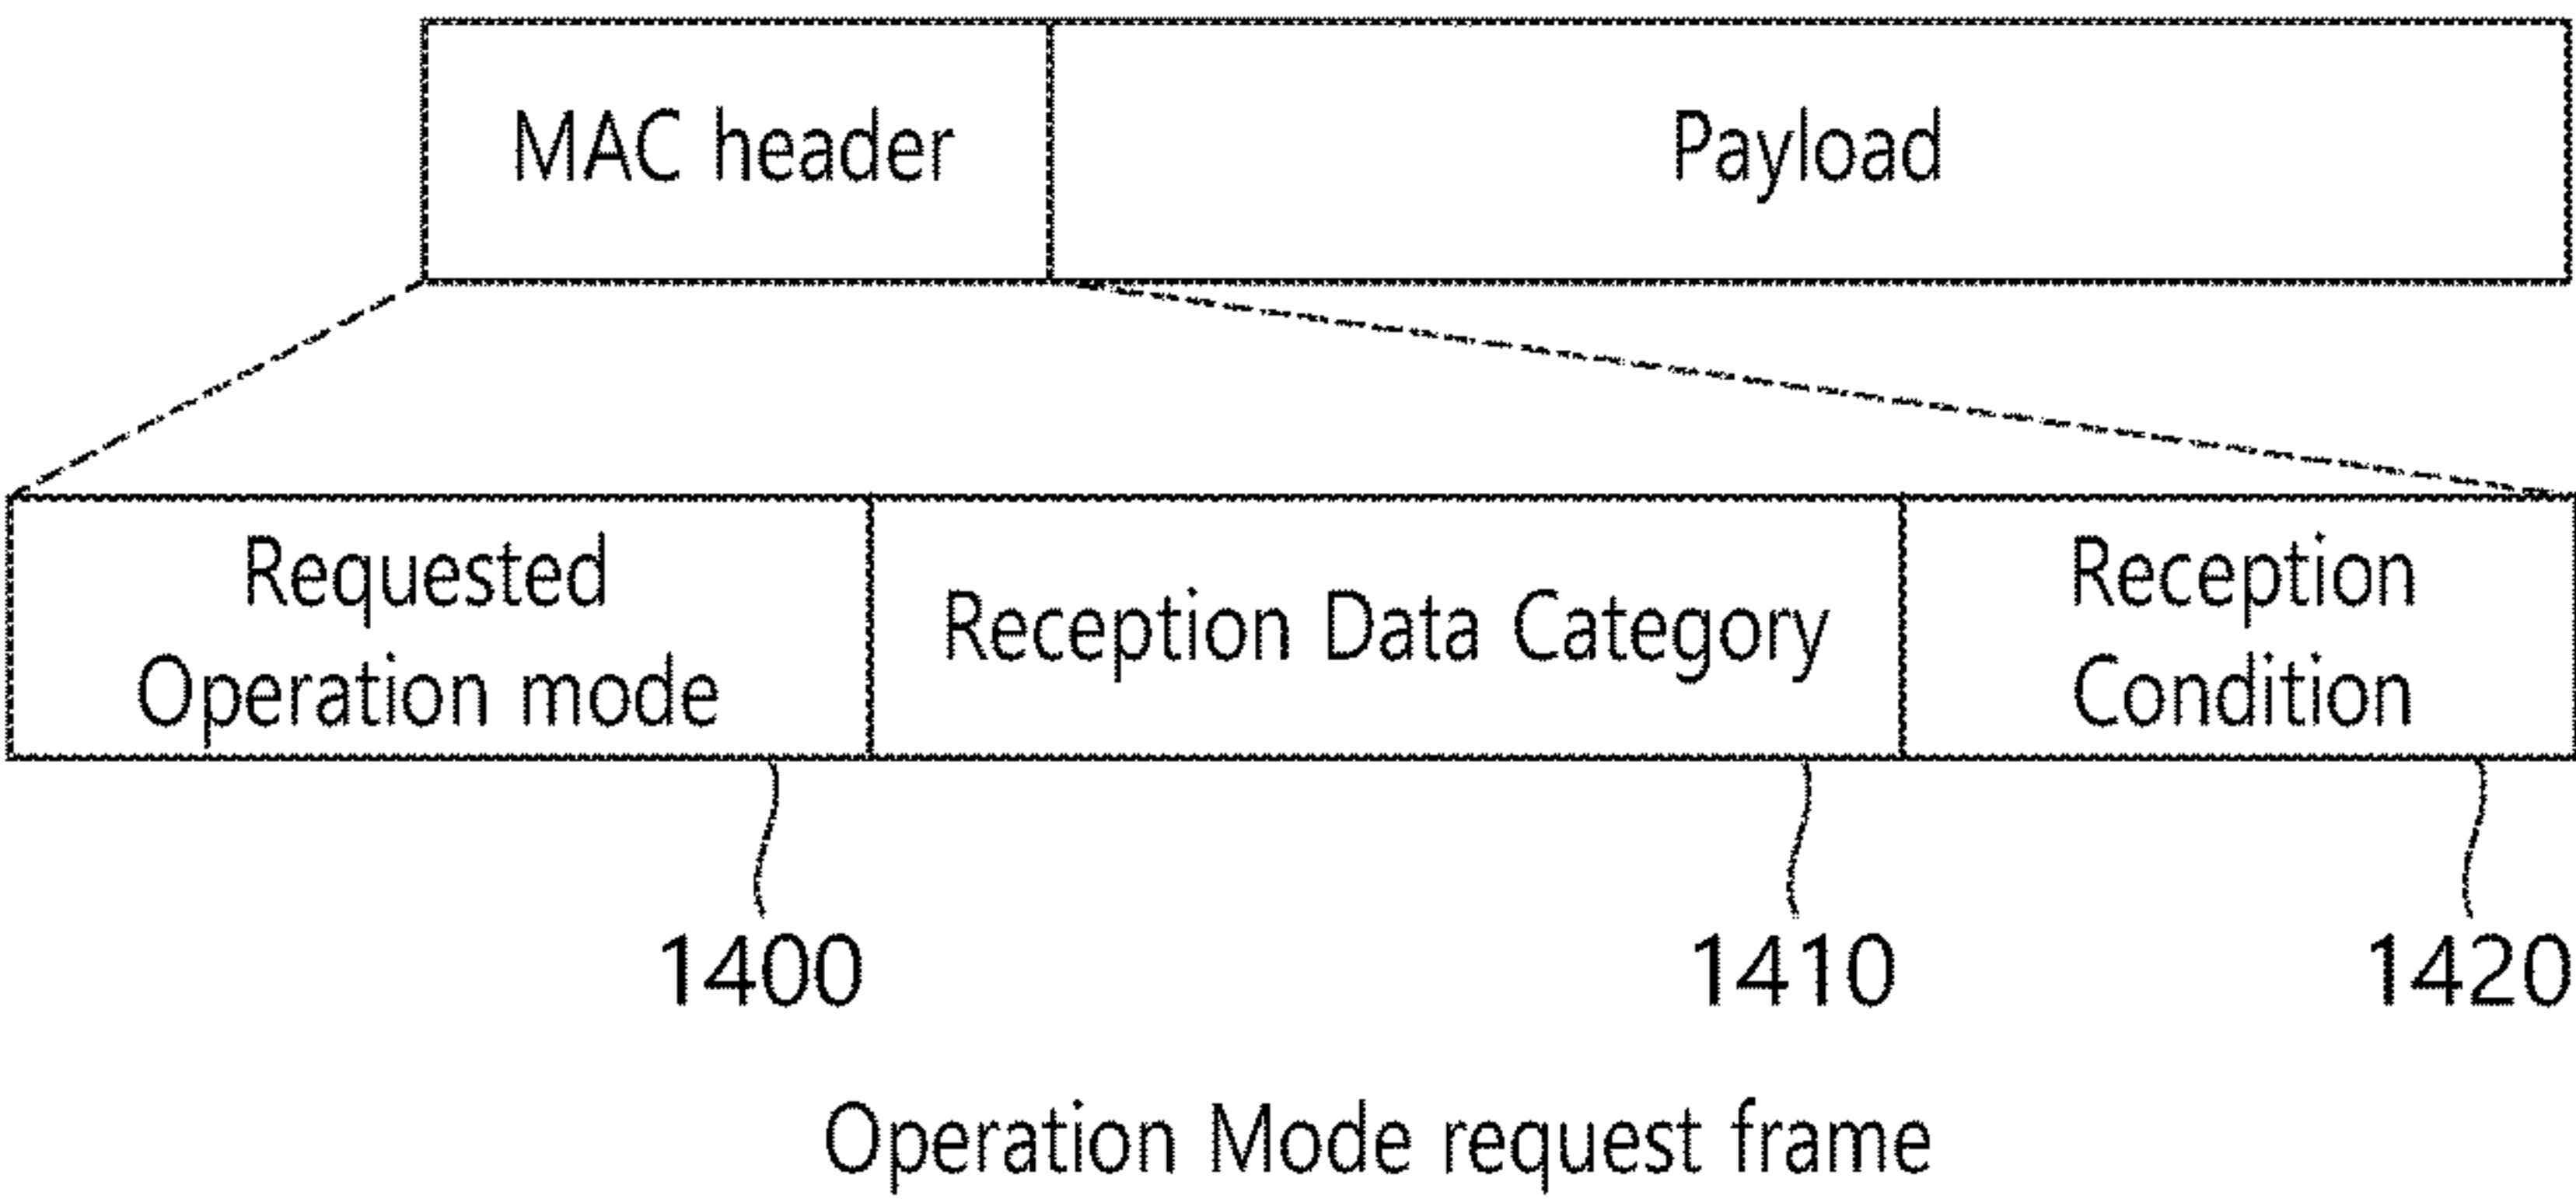 MAC header
Payload
Requested
Operation mode
Reception Data Category
Reception
Condition
1400
1410
1420
Operation Mode request frame